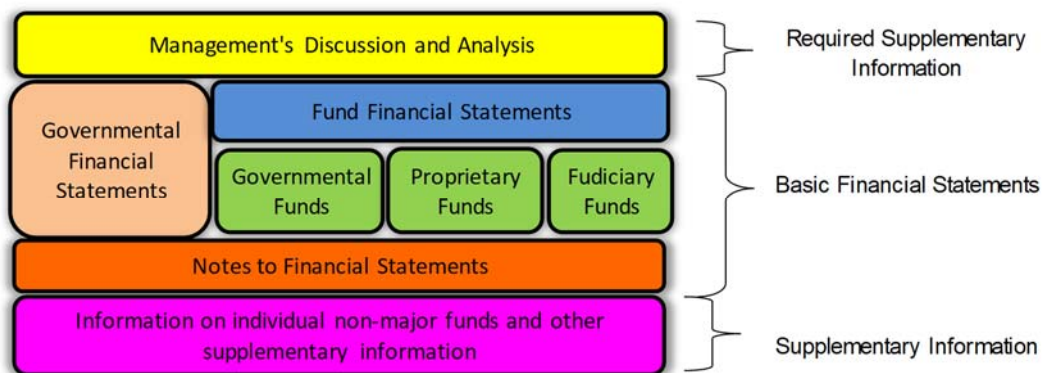 Management's Discussion and Analysis
Required Supplementary
Information
Governmental
Financial
Statements
Fund Financial Statements
Governmental
Funds
Proprietary
Funds
Fudiciary
Funds
Basic Financial Statements
Notes to Financial Statements
Information on individual non-major funds and other
supplementary information
Supplementary Information